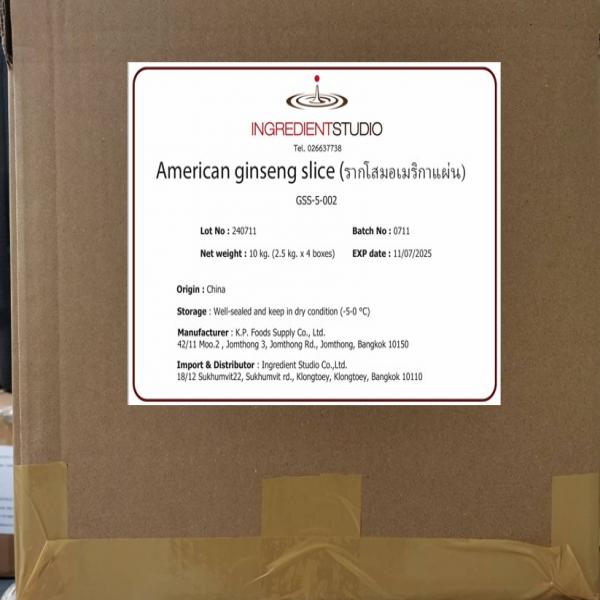 INGREDIENTSTUDIO
Tel. 026637738
American ginseng slice (รากโสมอเมริกาแผ่น)
GSS-5-002
Lot No : 240711 Batch No : 0711
Net weight : 10 kg. (2.5 kg. x 4 boxes) EXP date : 11/07/2025
Origin : China
Storage : Well-sealed and keep in dry condition (-5-0 °C)
Manufacturer : K.P. Foods Supply Co., Ltd.
42/11 Moo.2 , Jomthong 3, Jomthong Rd., Jomthong, Bangkok 10150
Import & Distributor : Ingredient Studio Co.,Ltd.
18/12 Sukhumvit22, Sukhumvit rd., Klongtoey, Klongtoey, Bangkok 10110